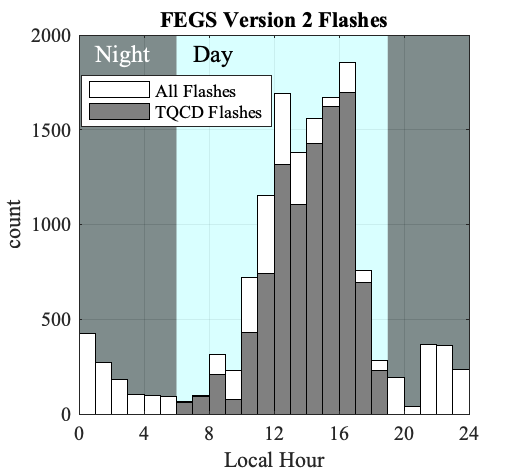 FEGS Version 2 Flashes
2000
Night Day
All Flashes
TQCD Flashes
1500
count
1000
500
0
0 4 8 12 16 20 24
Local Hour